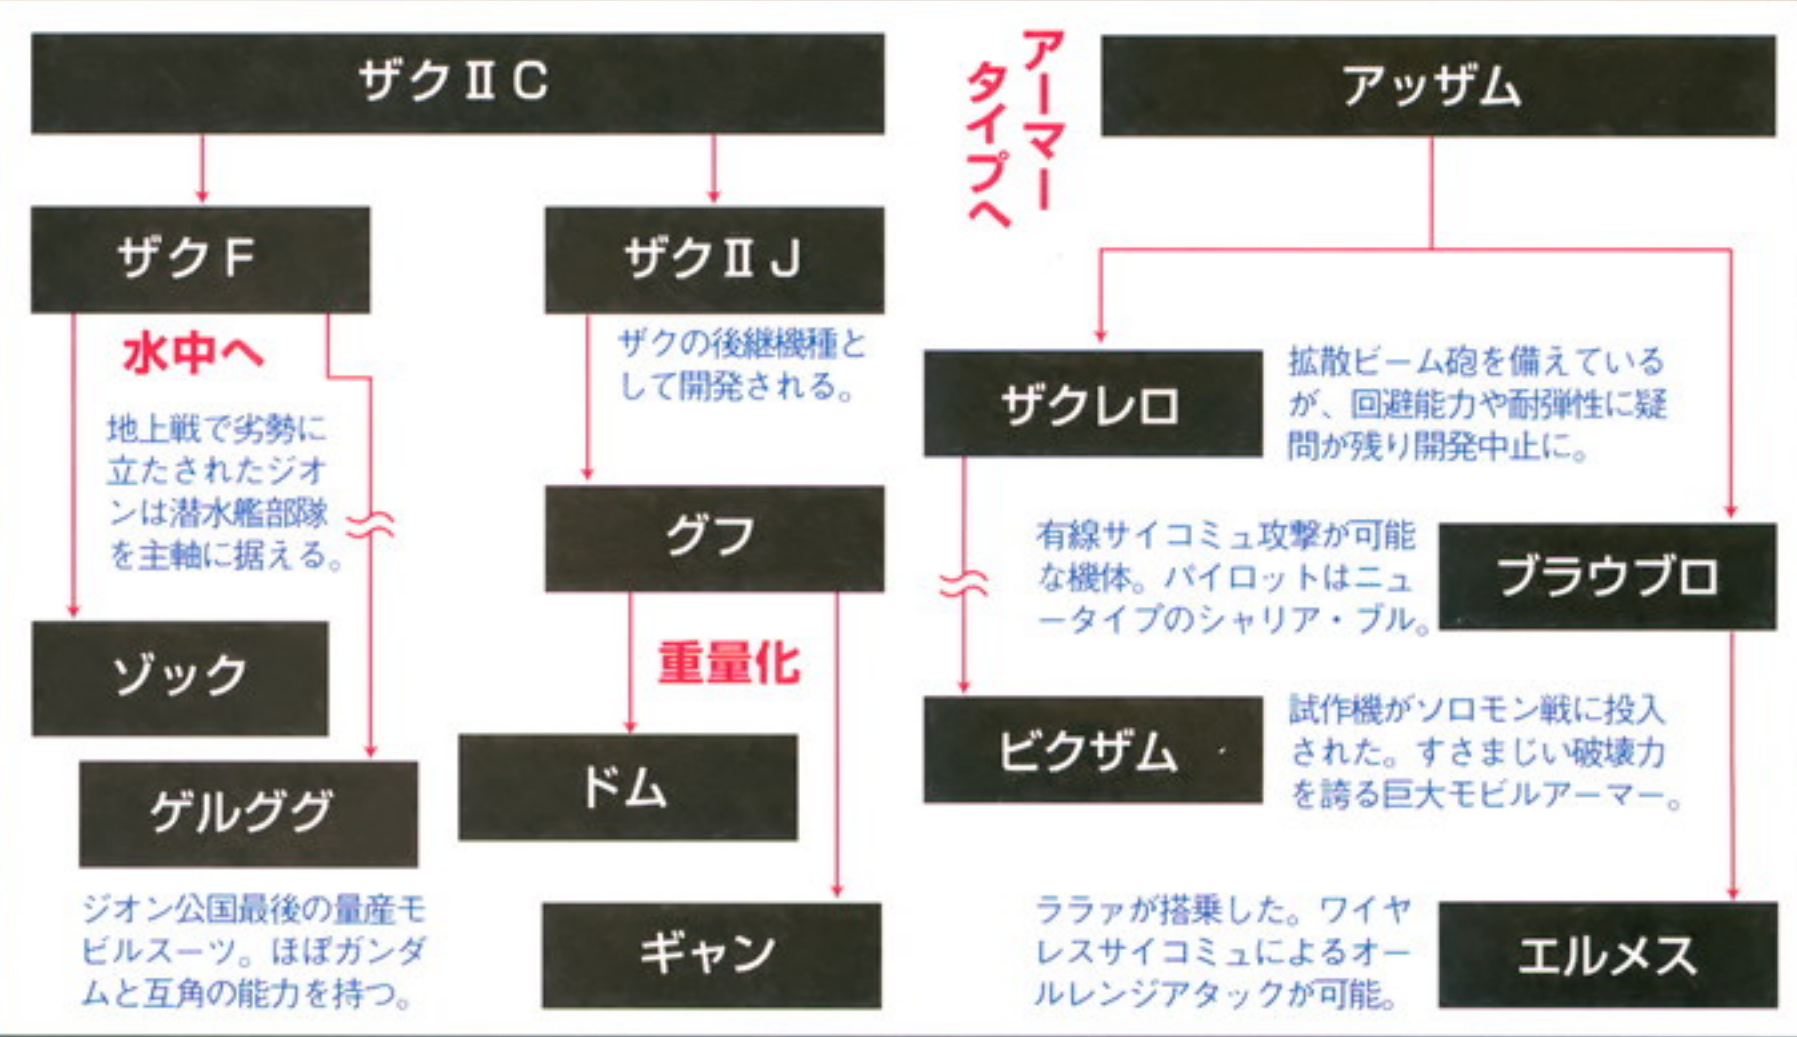 ザクⅡC
ザクF
ザクⅡJ
水中へ
地上戦で劣勢に
立たされたジオ
ンは潜水艦部隊
を主軸に据える。
ザクの後継機種と
して開発される。
グフ
ゾック
重量化
ゲルググ
ドム
ジオン公国最後の量産モ
ビルスーツ。ほぼガンダ
ムと互角の能力を持つ。
ギャン
アーマー
タイプへ
アッザム
ザクレロ
拡散ビーム砲を備えている
が、回避能力や耐弾性に疑
問が残り開発中止に。
有線サイコミュ攻撃が可能
な機体。パイロットはニュ
ータイプのシャリア・ブル。
ブラウブロ
ビクザム
試作機がソロモン戦に投入
された。すさまじい破壊力
を誇る巨大モビルアーマー。
ララァが搭乗した。ワイヤ
レスサイコミュによるオー
ルレンジアタックが可能。
エルメス